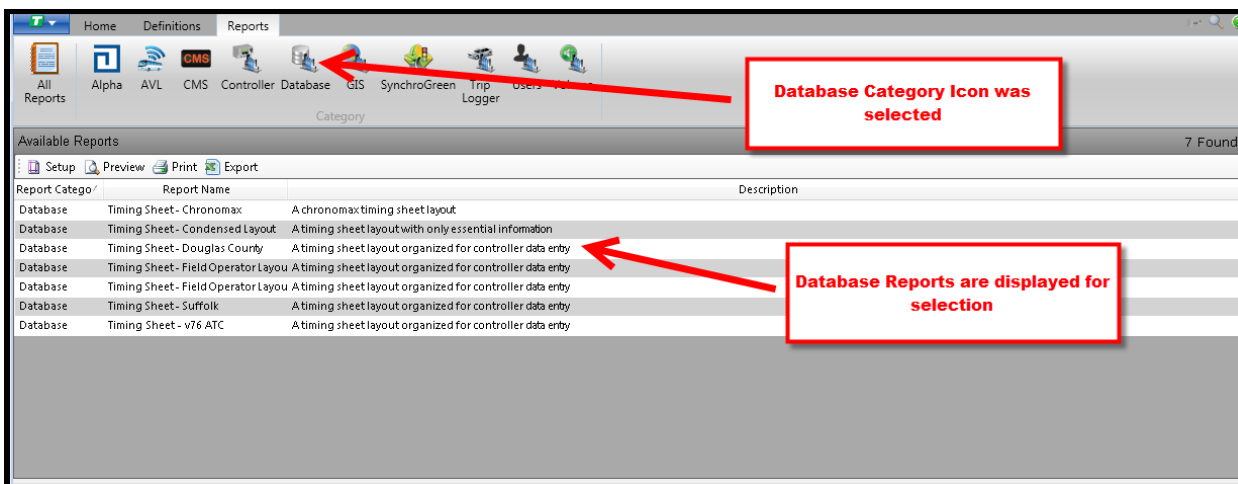 T
Home Definitions Reports
CMS
All Reports
Alpha AVL CMS Controller Database GIS SynchroGreen Trip Logger Users
Category
Database Category Icon was
selected
Available Reports 7 Found
Setup Preview Print Export
Report Catego Report Name Description
Database Timing Sheet - Chronomax A chronomax timing sheet layout
Database Timing Sheet - Condensed Layout A timing sheet layout with only essential information
Database Timing Sheet - Douglas County A timing sheet layout organized for controller data entry
Database Timing Sheet - Field Operator Layou A timing sheet layout organized for controller data entry
Database Timing Sheet - Field Operator Layou A timing sheet layout organized for controller data entry
Database Timing Sheet - Suffolk A timing sheet layout organized for controller data entry
Database Timing Sheet - v76 ATC A timing sheet layout organized for controller data entry
Database Reports are displayed for
selection